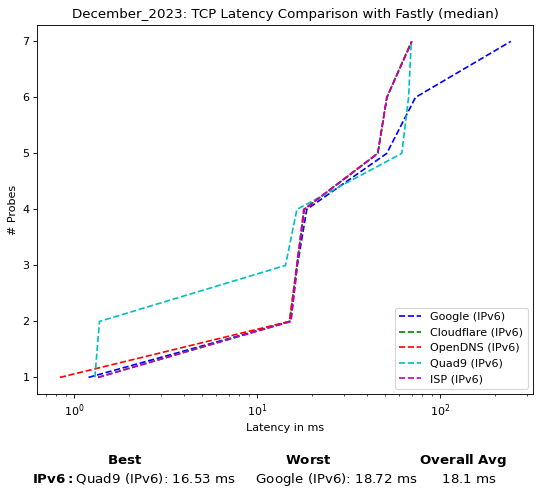 December_2023: TCP Latency Comparison with Fastly (median)
7
6
5
4
3
2
1
# Probes
10⁰
10¹
10²
Latency in ms
Google (IPv6)
Cloudflare (IPv6)
OpenDNS (IPv6)
Quad9 (IPv6)
ISP (IPv6)
Best Worst Overall Avg
IPv6: Quad9 (IPv6): 16.53 ms Google (IPv6): 18.72 ms 18.1 ms